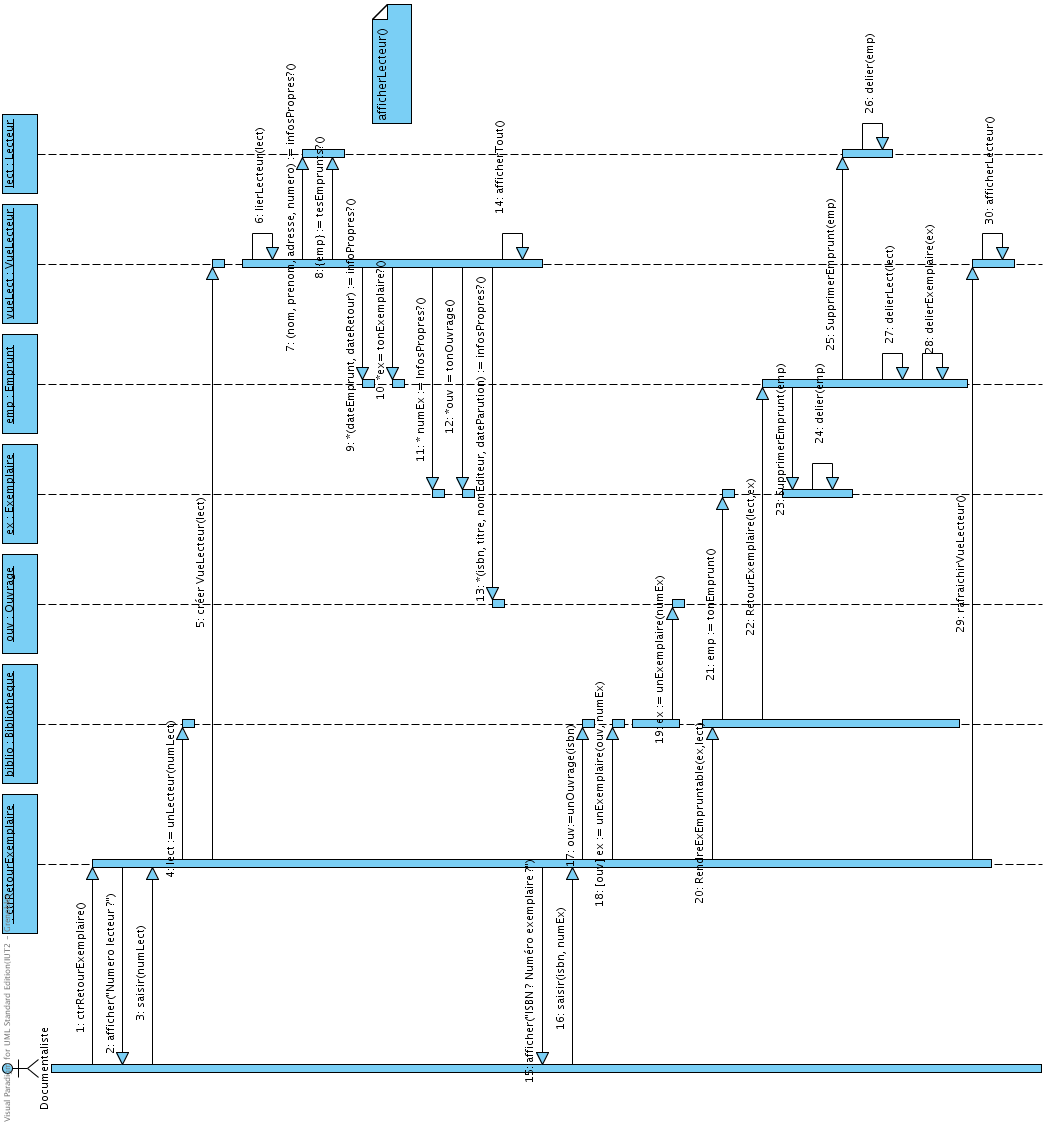 Documentaliste
: ctrRetourExemplaire
biblio : Bibliotheque
ouv : Ouvrage
ex : Exemplaire
emp : Emprunt
vueLect : VueLecteur
lect : Lecteur
1: ctrRetourExemplaire()
2: afficher("Numero lecteur ?")
3: saisir(numLect)
4: lect := unLecteur(numLect)
5: créer VueLecteur(lect)
6: lierLecteur(lect)
7: (nom, prenom, adresse, numero) := infosPropres?()
8: {emp} := tesEmprunts?()
9: *(dateEmprunt, dateRetour) := infoPropres?()
10: *ex= tonExemplaire?()
afficherLecteur()
11: * numEx := InfosPropres?()
12: *ouv := tonOuvrage()
13: *(isbn, titre, nomEditeur, dateParution) := infosPropres?()
14: afficherTout()
15: afficher("ISBN ? Numéro exemplaire ?")
16: saisir(isbn, numEx)
17: ouv:=unOuvrage(isbn)
18: [ouv] ex := unExemplaire(ouv, numEx)
19: ex := unExemplaire(numEx)
20: RendreExEmpruntable(ex,lect)
21: emp := tonEmprunt()
22: RetourExemplaire(lect,ex)
23: SupprimerEmprunt(emp)
24: delier(emp)
25: SupprimerEmprunt(emp)
26: delier(emp)
27: delierLect(lect)
28: delierExemplaire(ex)
29: rafraichirVueLecteur()
30: afficherLecteur()
Visual Paradigm for UML Standard Edition(IUT2 -